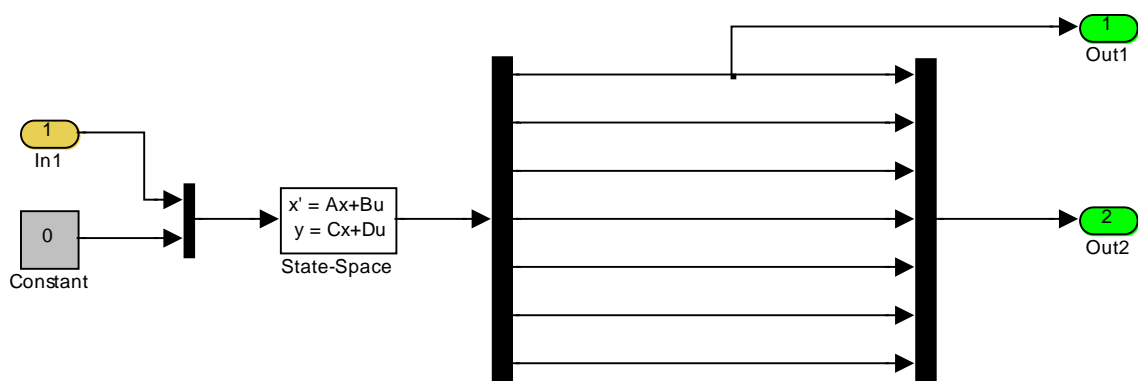 1
Out1
1
In1
x' = Ax+Bu
y = Cx+Du
State-Space
0
Constant
2
Out2